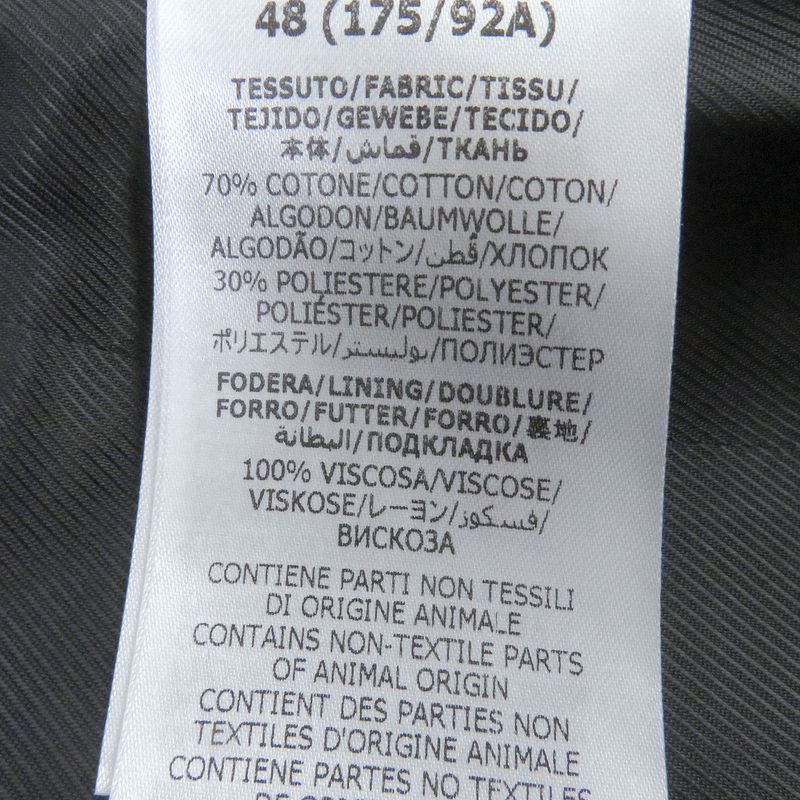 48 (175/92A)
TESSUTO/FABRIC/TISSU/
TEJIDO/GEWEBE/TECIDO/
本体/قماش/ТКАНЬ
70% COTONE/COTTON/COTON/
ALGODON/BAUMWOLLE/
ALGODÃO/コットン/قطن/ХЛОПОК
30% POLIESTERE/POLYESTER/
POLIÉSTER/POLIESTER/
ポリエステル/بوليستر/ПОЛИЭСТЕР
FODERA/LINING/DOUBLURE/
FORRO/FUTTER/FORRO/裏地/
البطانة/ПОДКЛАДКА
100% VISCOSA/VISCOSE/
VISKOSE/レーヨン/فسكوز/
ВИСКОЗА
CONTIENE PARTI NON TESSILI
DI ORIGINE ANIMALE
CONTAINS NON-TEXTILE PARTS
OF ANIMAL ORIGIN
CONTIENT DES PARTIES NON
TEXTILES D'ORIGINE ANIMALE
CONTIENE PARTES NO TEXTILES